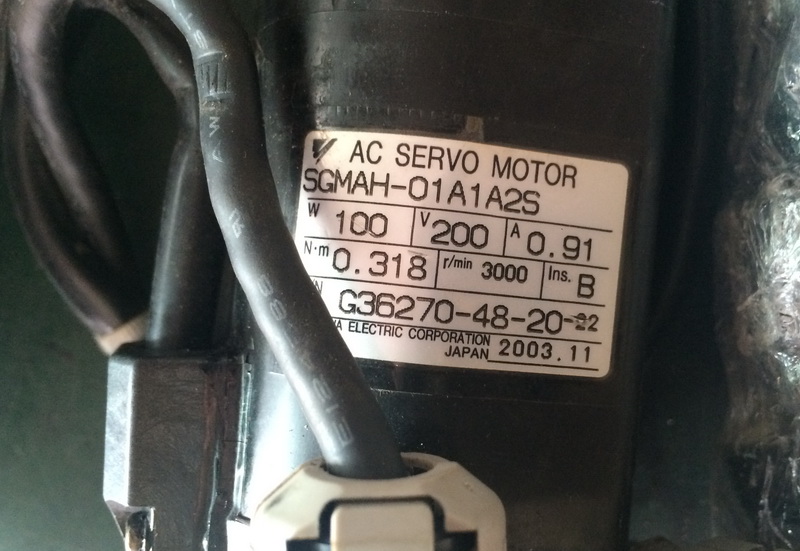 AC SERVO MOTOR
SGMAH-01A1A2S
W 100 V 200 A 0.91
N·m 0.318 r/min 3000 Ins. B
N G36270-48-20-22
A ELECTRIC CORPORATION
JAPAN 2003.11